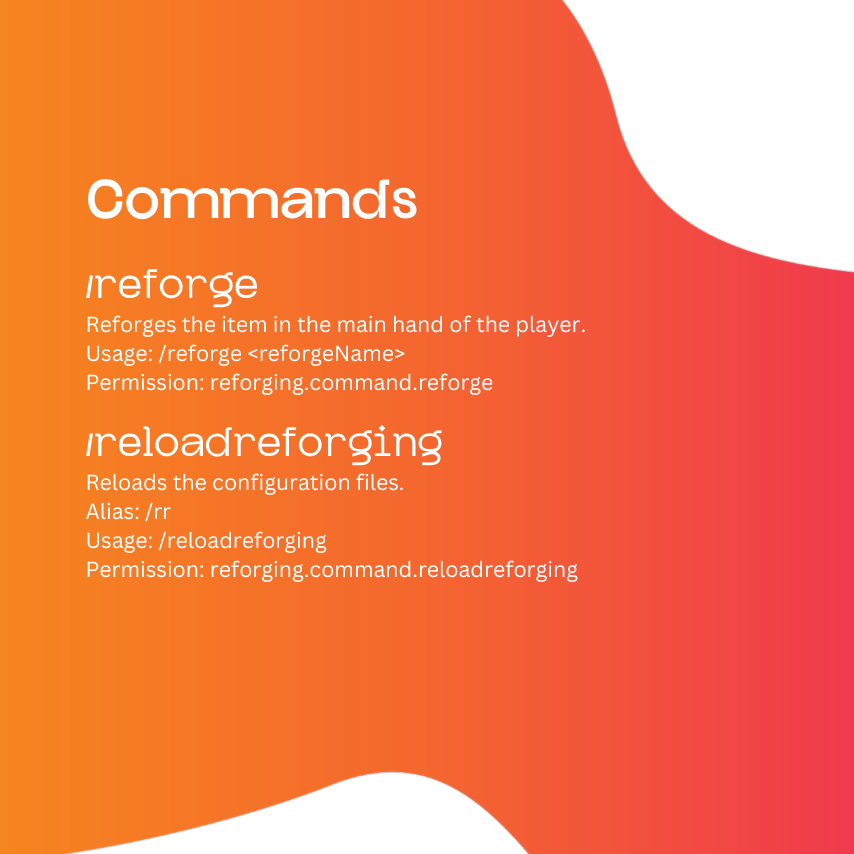 Commands
/reforge
Reforges the item in the main hand of the player.
Usage: /reforge <reforgeName>
Permission: reforging.command.reforge
/reloadreforging
Reloads the configuration files.
Alias: /rr
Usage: /reloadreforging
Permission: reforging.command.reloadreforging